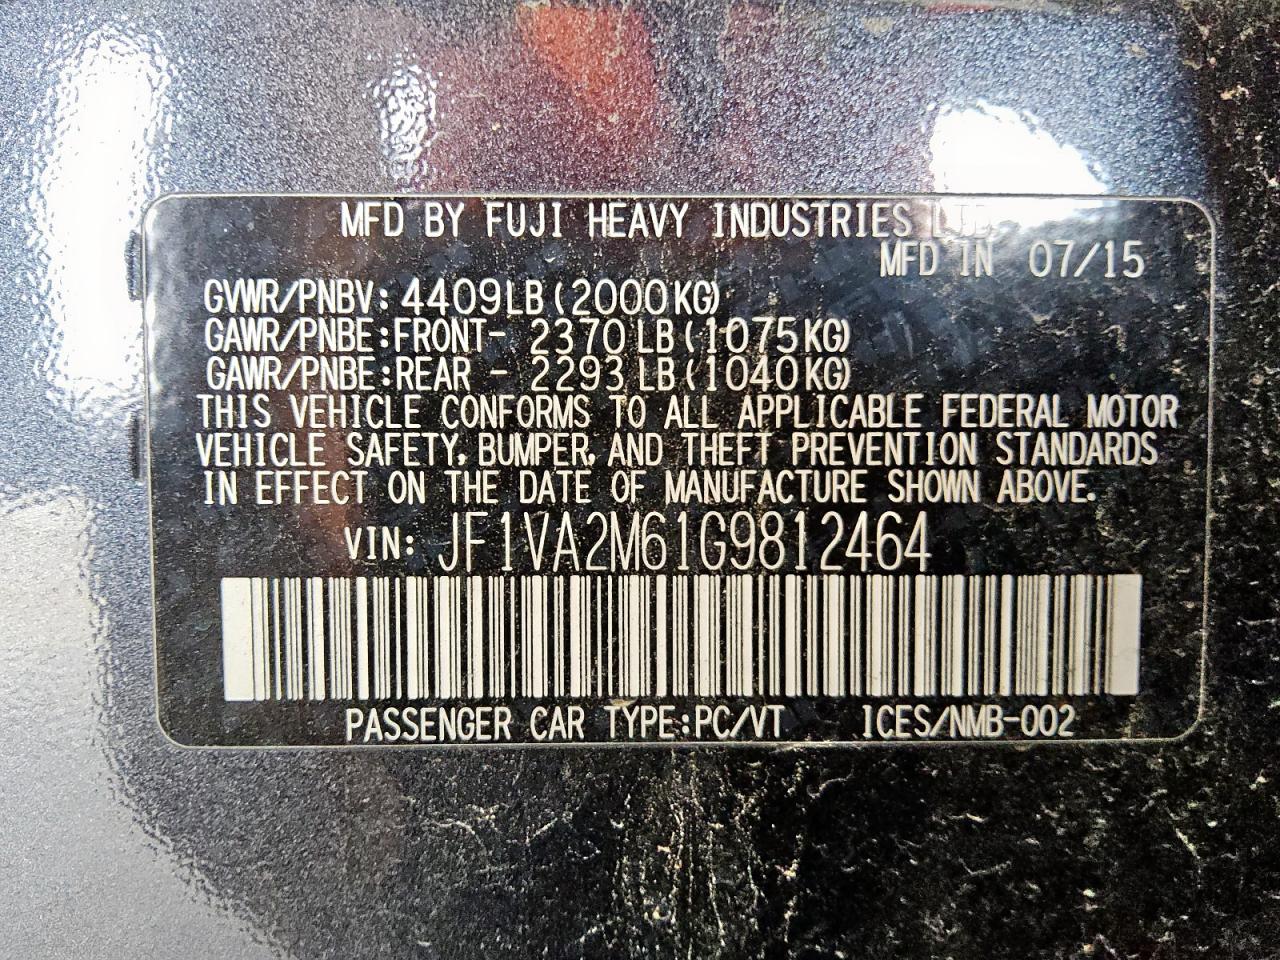 MFD BY FUJI HEAVY INDUSTRIES LTD.
MFD IN 07/15
GVWR/PNBV: 4409LB(2000KG)
GAWR/PNBE:FRONT- 2370LB(1075KG)
GAWR/PNBE:REAR - 2293LB(1040KG)
THIS VEHICLE CONFORMS TO ALL APPLICABLE FEDERAL MOTOR
VEHICLE SAFETY, BUMPER, AND THEFT PREVENTION STANDARDS
IN EFFECT ON THE DATE OF MANUFACTURE SHOWN ABOVE.
VIN: JF1VA2M61G9812464
PASSENGER CAR TYPE:PC/VT ICES/NMB-002